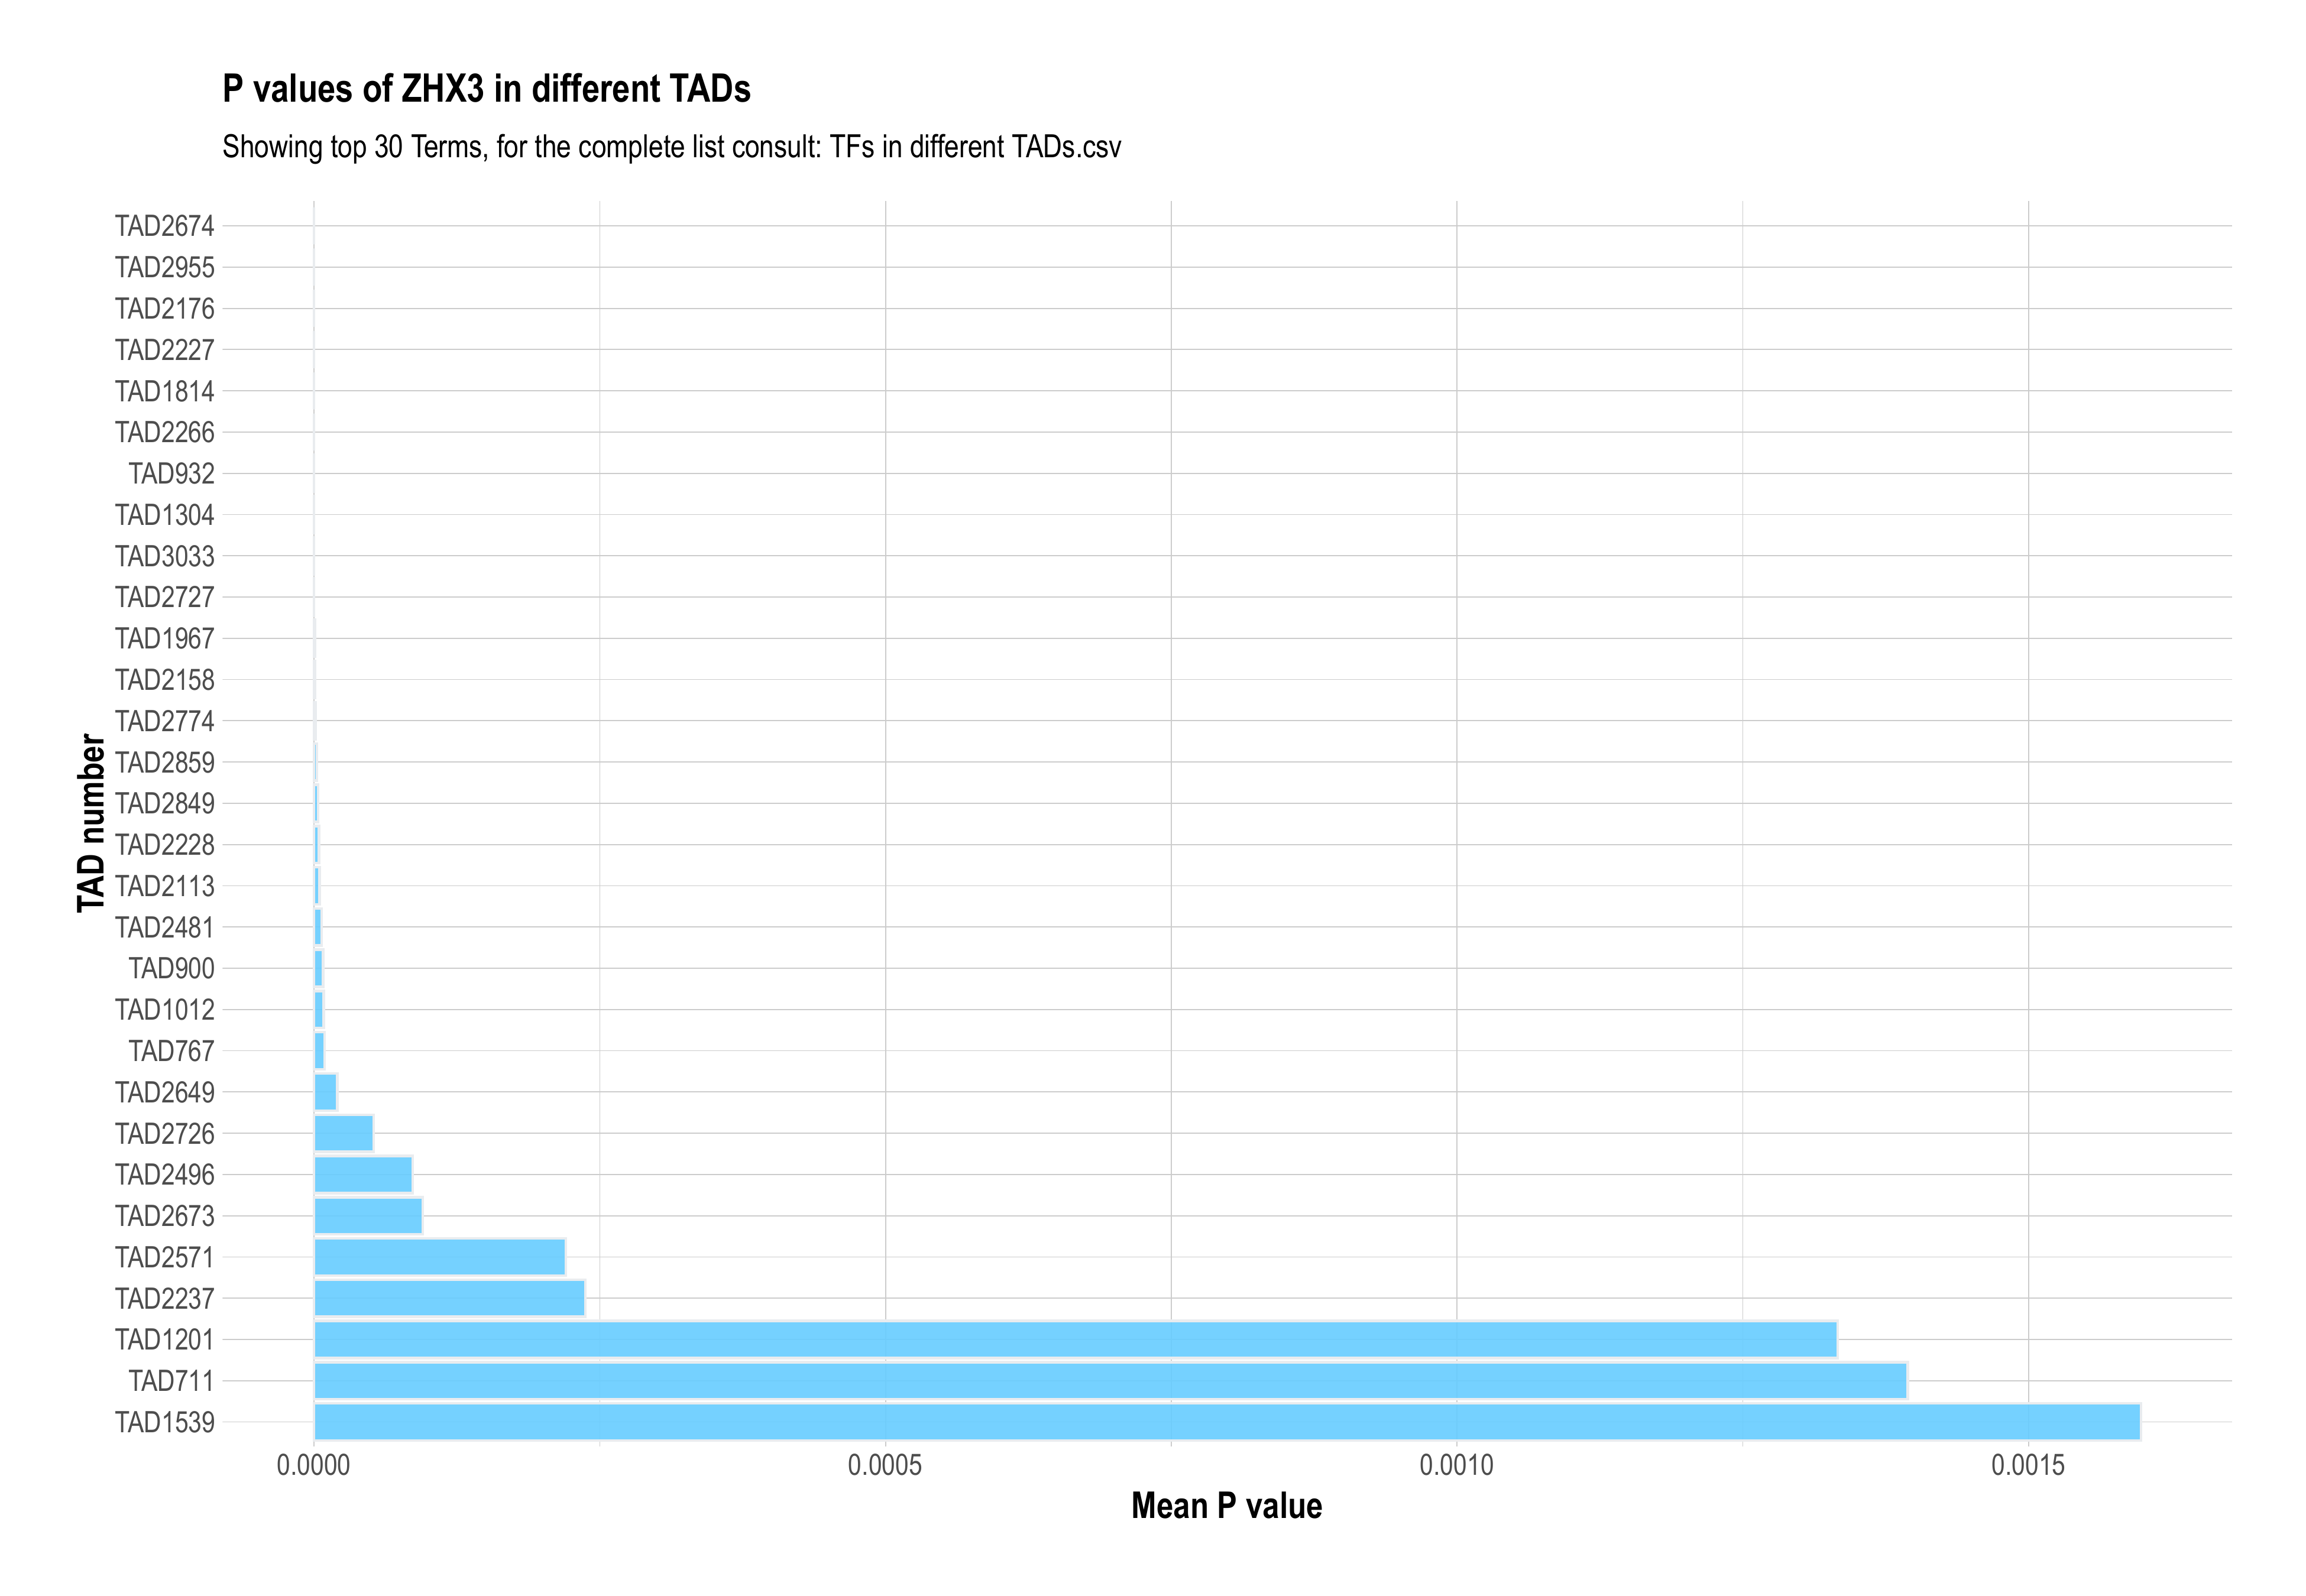 P values of ZHX3 in different TADs
Showing top 30 Terms, for the complete list consult: TFs in different TADs.csv
TAD number
TAD2674
TAD2955
TAD2176
TAD2227
TAD1814
TAD2266
TAD932
TAD1304
TAD3033
TAD2727
TAD1967
TAD2158
TAD2774
TAD2859
TAD2849
TAD2228
TAD2113
TAD2481
TAD900
TAD1012
TAD767
TAD2649
TAD2726
TAD2496
TAD2673
TAD2571
TAD2237
TAD1201
TAD711
TAD1539
0.0000 0.0005 0.0010 0.0015
Mean P value